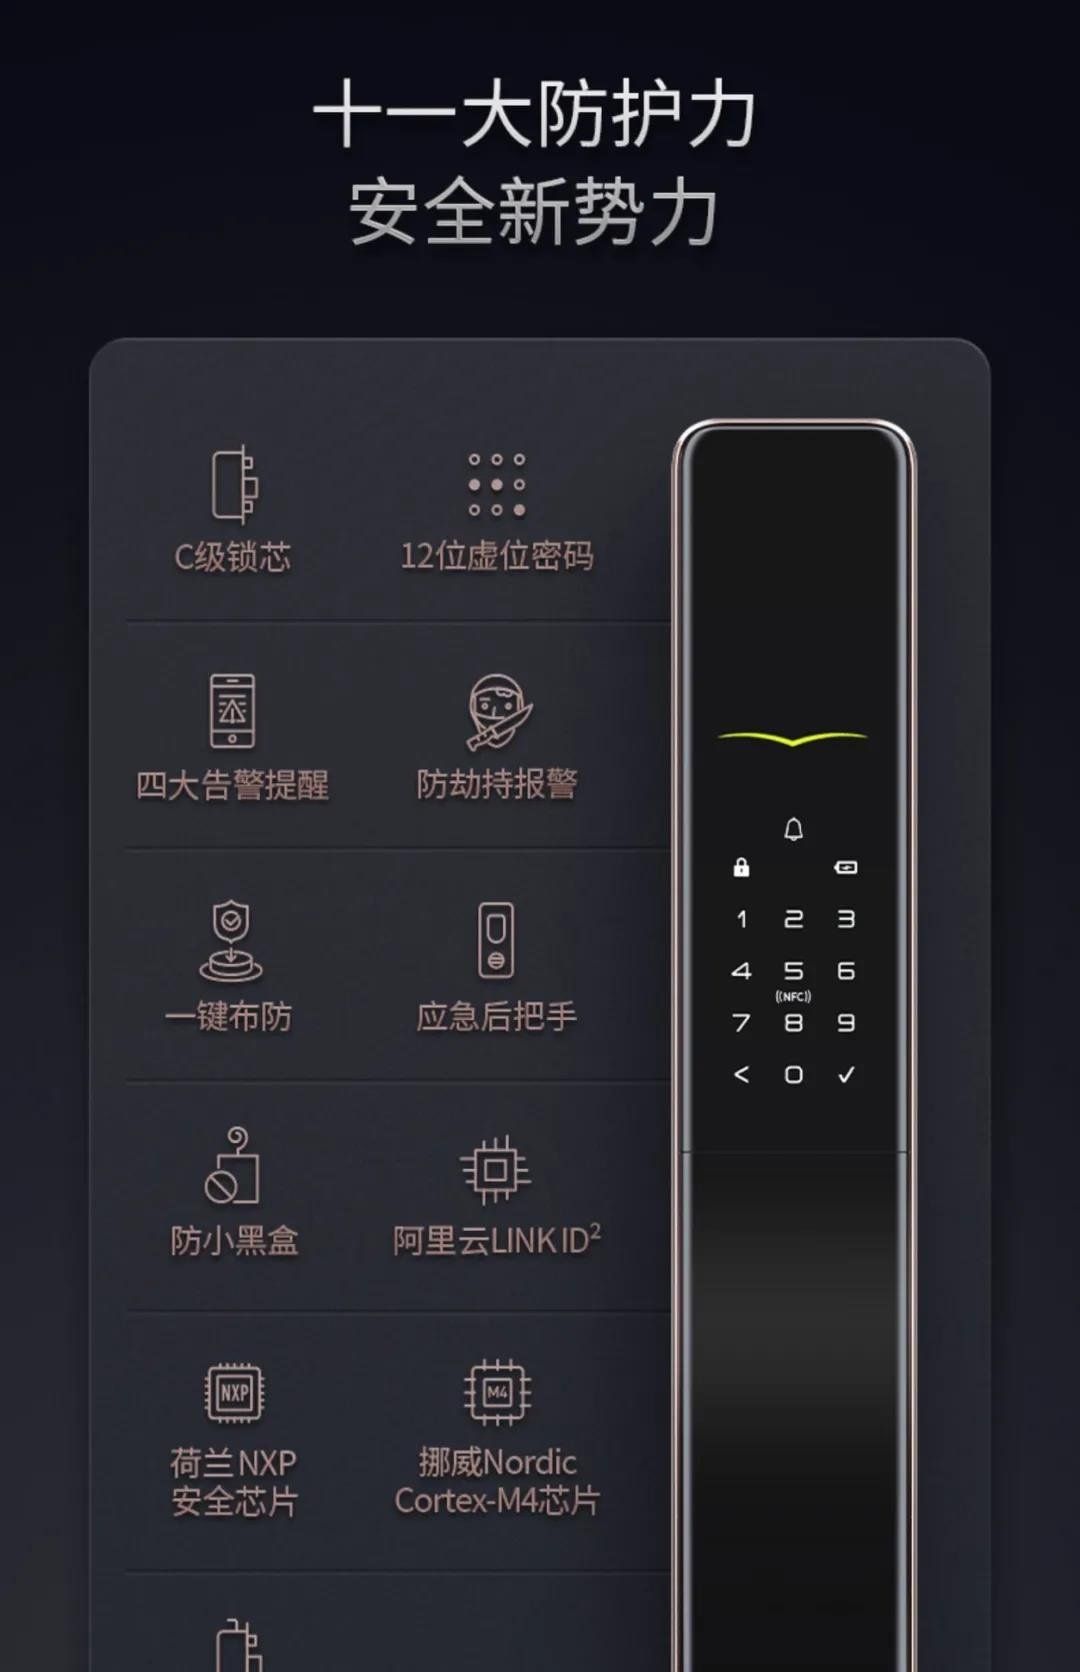 十一大防护力
安全新势力
C级锁芯
12位虚位密码
四大告警提醒
防劫持报警
一键布防
应急后把手
防小黑盒
阿里云LINK ID²
NXP
荷兰NXP
安全芯片
M4
挪威Nordic
Cortex-M4芯片
1 2 3
4 5 6
((NFC))
7 8 9
< 0 ✓